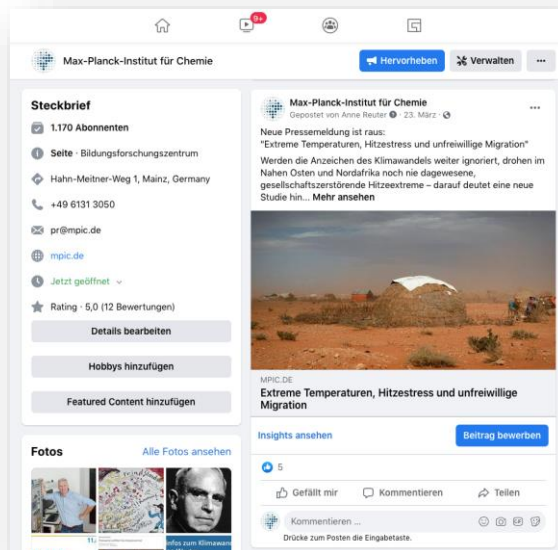 9+
Max-Planck-Institut für Chemie
Hervorheben
Verwalten
Steckbrief
1.170 Abonnenten
Seite · Bildungsforschungszentrum
Hahn-Meitner-Weg 1, Mainz, Germany
+49 6131 3050
pr@mpic.de
mpic.de
Jetzt geöffnet
Rating · 5,0 (12 Bewertungen)
Details bearbeiten
Hobbys hinzufügen
Featured Content hinzufügen
Fotos
Alle Fotos ansehen
Infos zum Klimawan
Max-Planck-Institut für Chemie
Gepostet von Anne Reuter · 23. März ·
Neue Pressemeldung ist raus:
"Extreme Temperaturen, Hitzestress und unfreiwillige Migration"
Werden die Anzeichen des Klimawandels weiter ignoriert, drohen im
Nahen Osten und Nordafrika noch nie dagewesene,
gesellschaftszerstörende Hitzeextreme – darauf deutet eine neue
Studie hin... Mehr ansehen
MPIC.DE
Extreme Temperaturen, Hitzestress und unfreiwillige
Migration
Insights ansehen
Beitrag bewerben
5
Gefällt mir
Kommentieren
Teilen
Kommentieren ...
GIF
Drücke zum Posten die Eingabetaste.